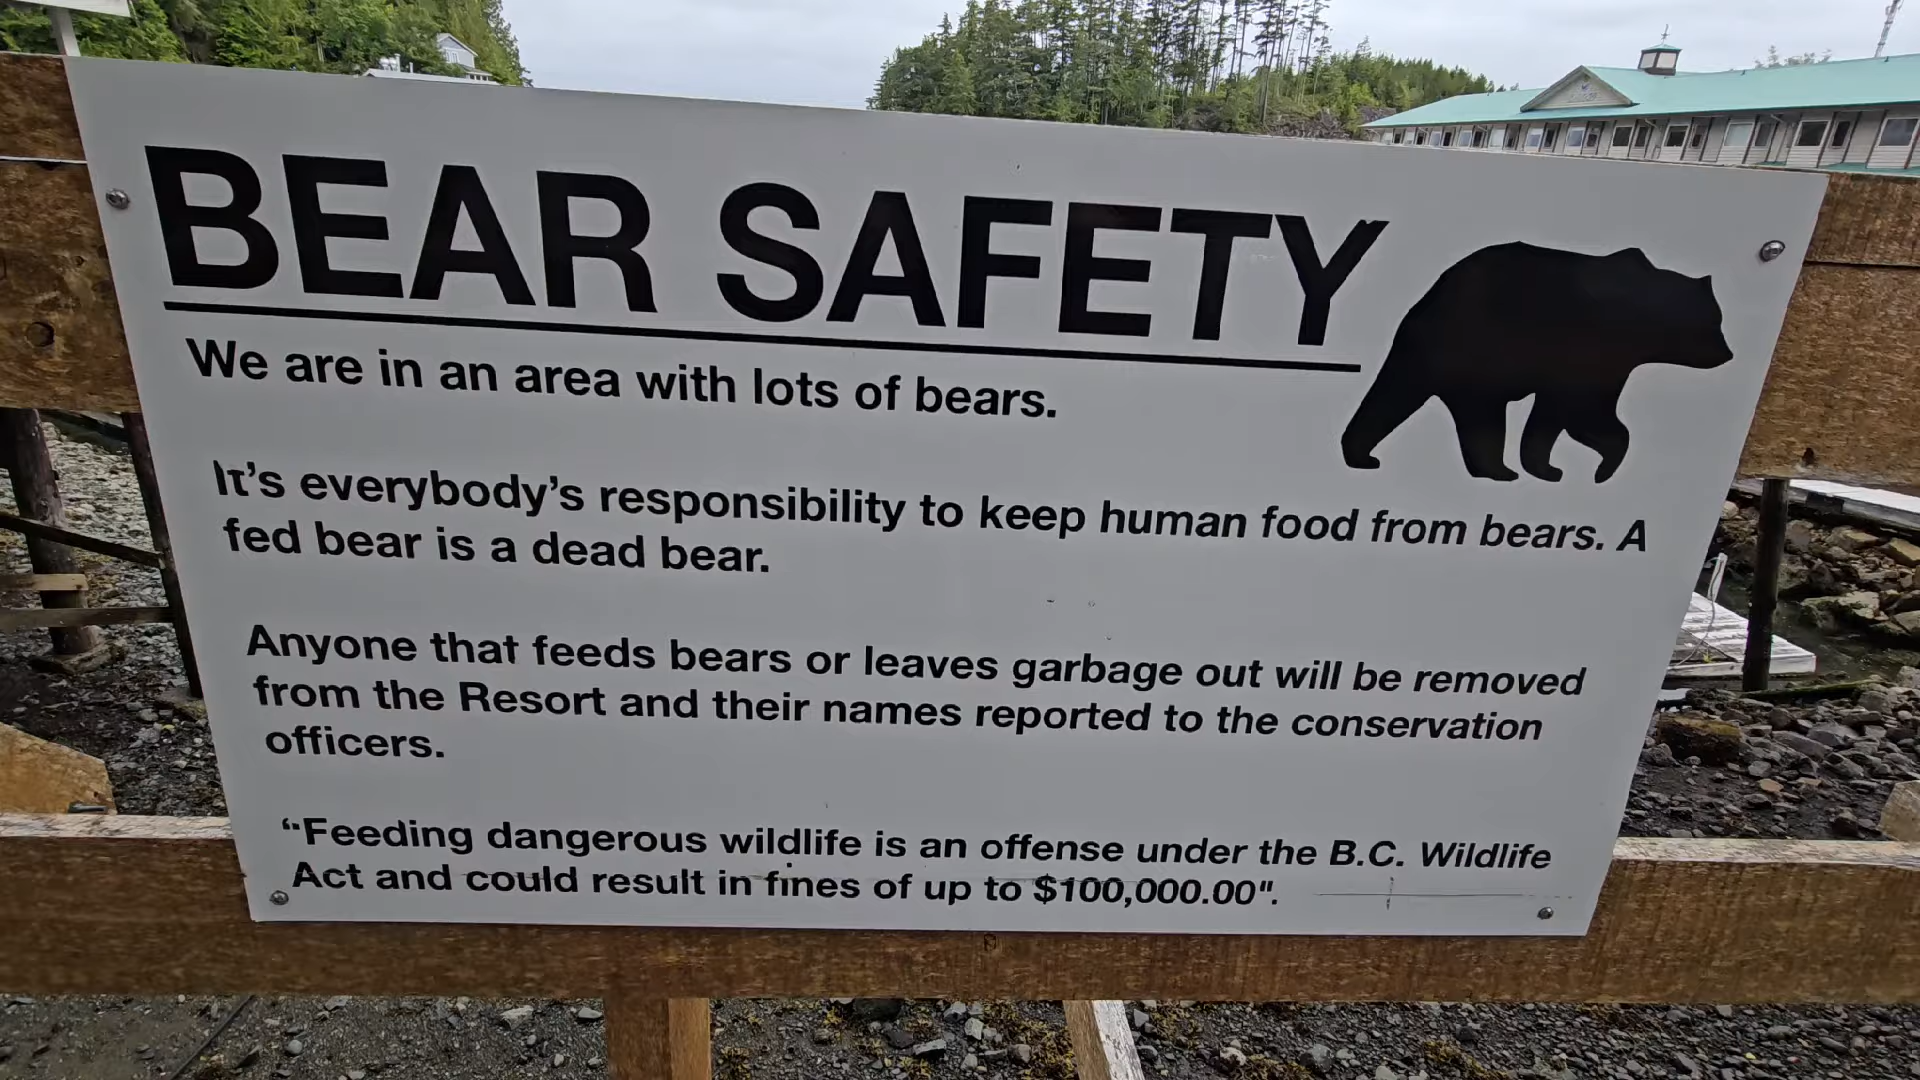 BEAR SAFETY
We are in an area with lots of bears.
It's everybody's responsibility to keep human food from bears. A
fed bear is a dead bear.
Anyone that feeds bears or leaves garbage out will be removed
from the Resort and their names reported to the conservation
officers.
“Feeding dangerous wildlife is an offense under the B.C. Wildlife
Act and could result in fines of up to $100,000.00".